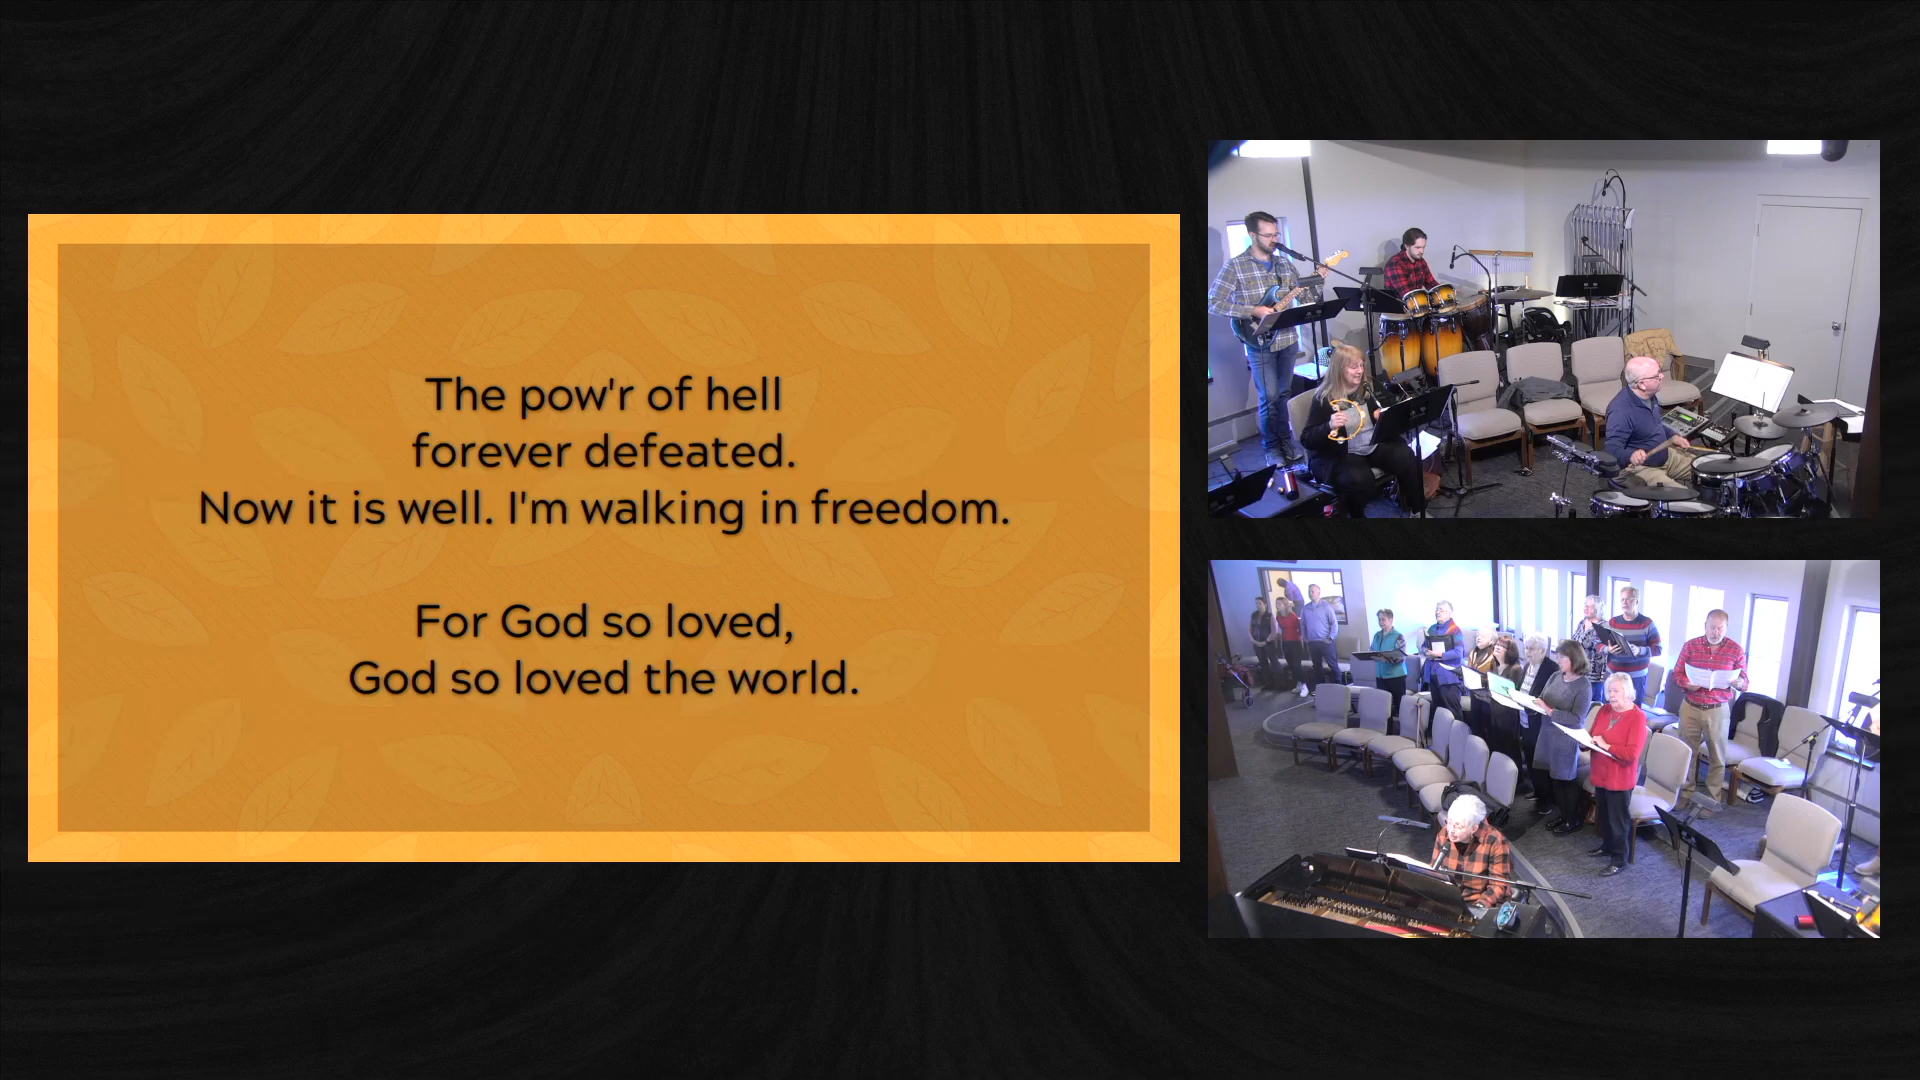 The pow'r of hell
forever defeated.
Now it is well. I'm walking in freedom.
For God so loved,
God so loved the world.